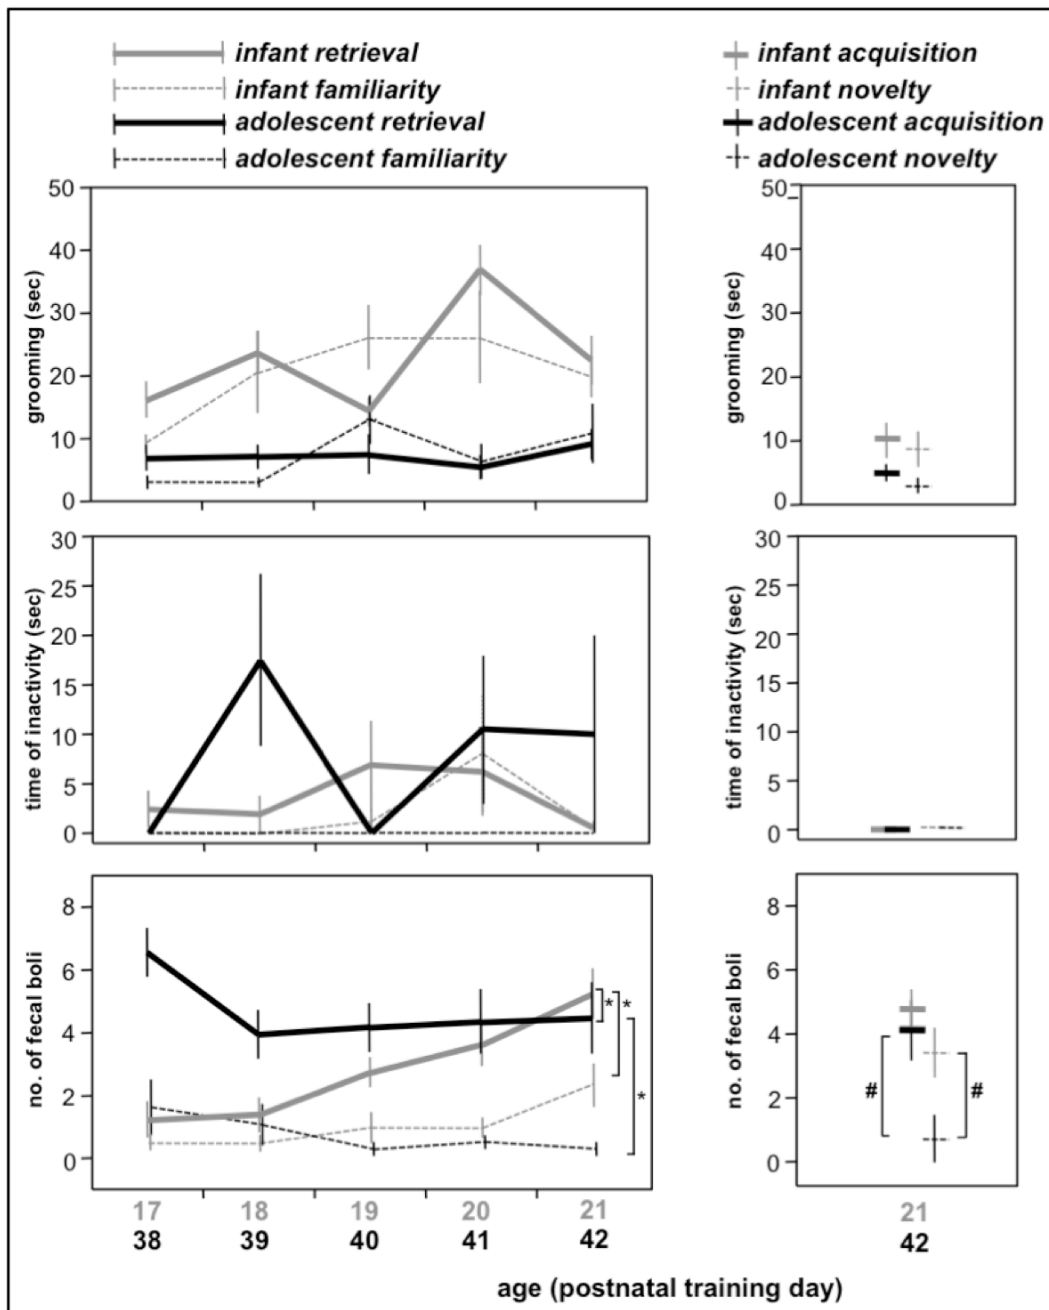 infant retrieval
infant familiarity
adolescent retrieval
adolescent familiarity
infant acquisition
infant novelty
adolescent acquisition
adolescent novelty
grooming (sec)
50
40
30
20
10
0
grooming (sec)
50
40
30
20
10
0
time of inactivity (sec)
30
25
20
15
10
5
0
time of inactivity (sec)
30
25
20
15
10
5
0
no. of fecal boli
8
6
4
2
0
* *
*
no. of fecal boli
8
6
4
2
0
# #
17 18 19 20 21
38 39 40 41 42
21
42
age (postnatal training day)